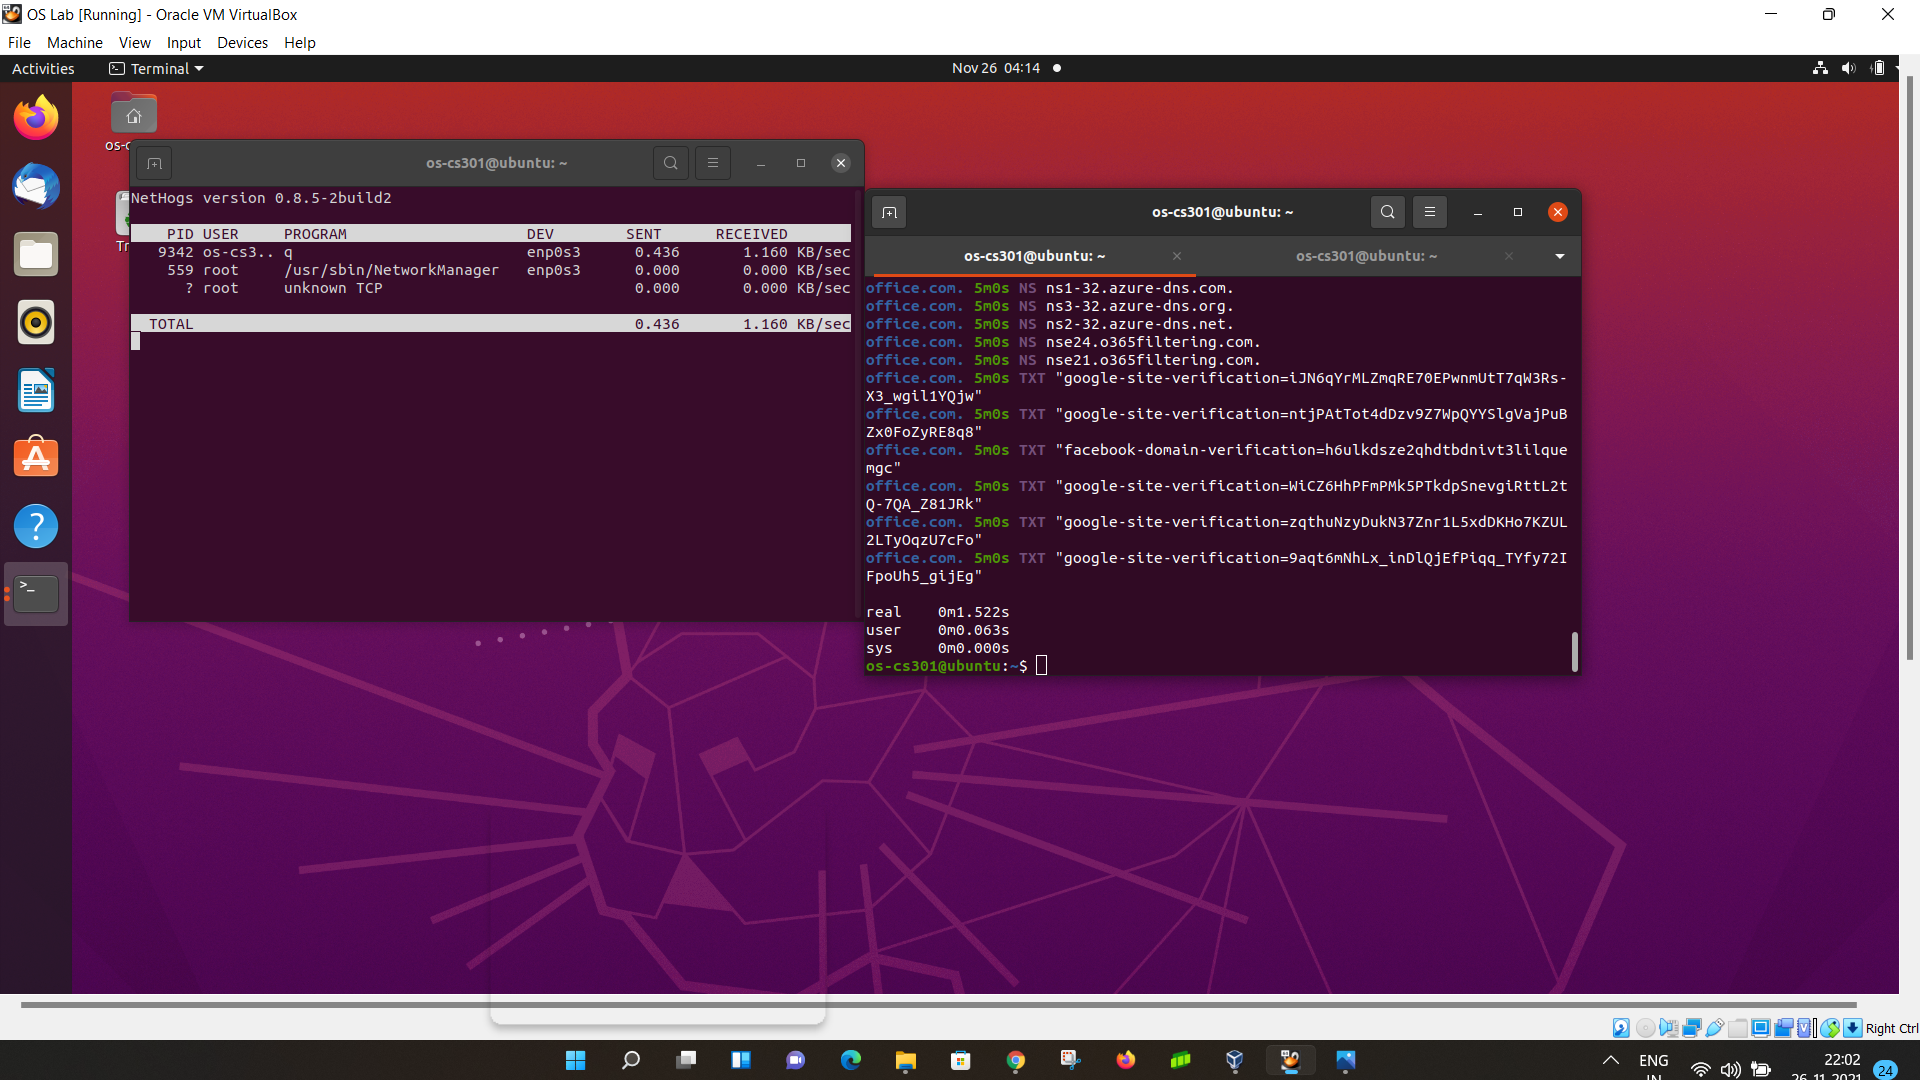 OS Lab [Running] - Oracle VM VirtualBox
File Machine View Input Devices Help
Activities Terminal Nov 26 04:14
os-cs301@ubuntu: ~
NetHogs version 0.8.5-2build2
PID USER PROGRAM DEV SENT RECEIVED
9342 os-cs3.. q enp0s3 0.436 1.160 KB/sec
559 root /usr/sbin/NetworkManager enp0s3 0.000 0.000 KB/sec
? root unknown TCP 0.000 0.000 KB/sec
TOTAL 0.436 1.160 KB/sec
os-cs301@ubuntu: ~
os-cs301@ubuntu: ~ os-cs301@ubuntu: ~
office.com. 5m0s NS ns1-32.azure-dns.com.
office.com. 5m0s NS ns3-32.azure-dns.org.
office.com. 5m0s NS ns2-32.azure-dns.net.
office.com. 5m0s NS nse24.o365filtering.com.
office.com. 5m0s NS nse21.o365filtering.com.
office.com. 5m0s TXT "google-site-verification=iJN6qYrMLZmqRE70EPwnmUtT7qW3Rs-
X3_wgil1YQjw"
office.com. 5m0s TXT "google-site-verification=ntjPAtTot4dDzv9Z7WpQYYSlgVajPuB
Zx0FoZyRE8q8"
office.com. 5m0s TXT "facebook-domain-verification=h6ulkdsze2qhdtbdnivt3lilque
mgc"
office.com. 5m0s TXT "google-site-verification=WiCZ6HhPFmPMk5PTkdpSnevgiRttL2t
Q-7QA_Z81JRk"
office.com. 5m0s TXT "google-site-verification=zqthuNzyDukN37Znr1L5xdDKHo7KZUL
2LTyOqzU7cFo"
office.com. 5m0s TXT "google-site-verification=9aqt6mNhLx_inDlQjEfPiqq_TYfy72I
FpoUh5_gijEg"
real 0m1.522s
user 0m0.063s
sys 0m0.000s
os-cs301@ubuntu:~$
Right Ctrl
ENG
IN
22:02
26-11-2021
24